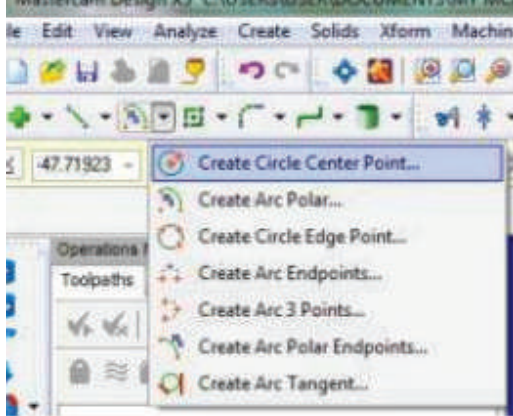 Edit View Analyze Create Solids Xform Machin
47.71923
Create Circle Center Point...
Create Arc Polar...
Create Circle Edge Point...
Create Arc Endpoints...
Create Arc 3 Points...
Create Arc Polar Endpoints...
Create Arc Tangent...
Operations
Toolpaths